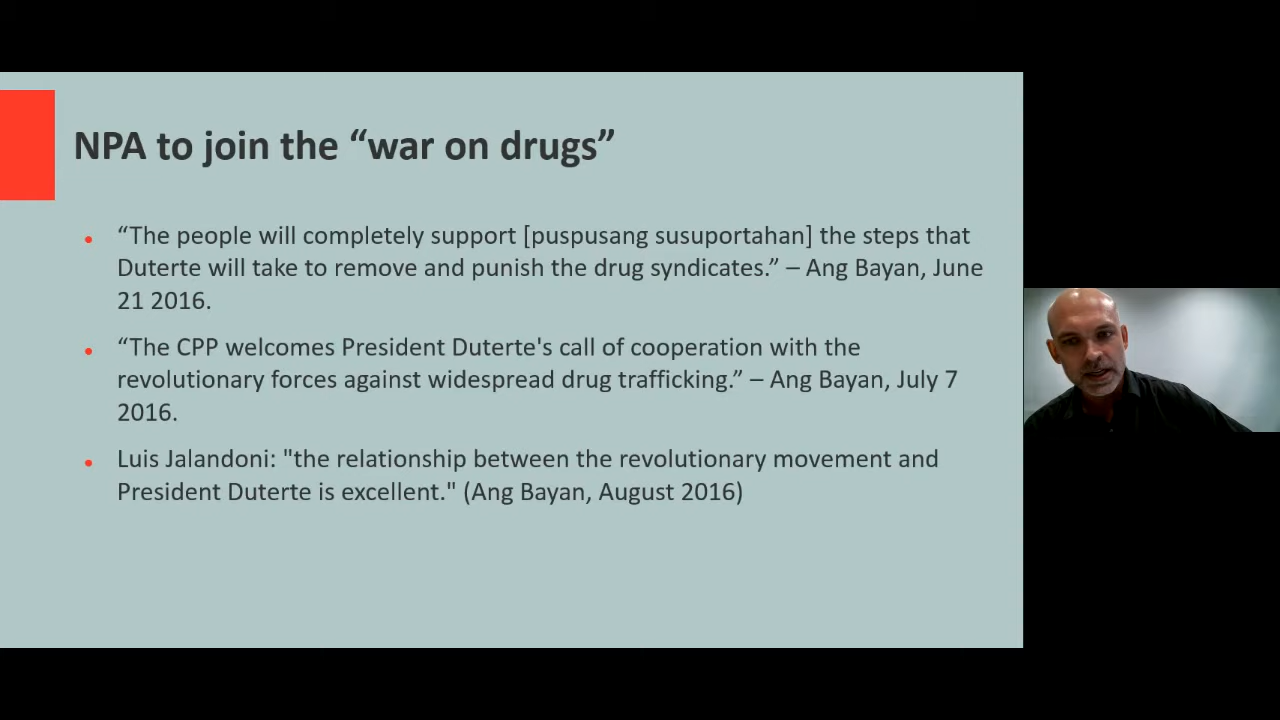 NPA to join the “war on drugs”
“The people will completely support [puspusang susuportahan] the steps that
Duterte will take to remove and punish the drug syndicates.” – Ang Bayan, June
21 2016.
“The CPP welcomes President Duterte's call of cooperation with the
revolutionary forces against widespread drug trafficking.” – Ang Bayan, July 7
2016.
Luis Jalandoni: "the relationship between the revolutionary movement and
President Duterte is excellent." (Ang Bayan, August 2016)